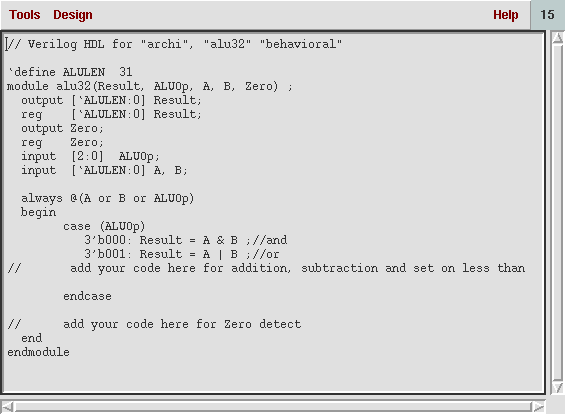 Tools Design Help 15
// Verilog HDL for "archi", "alu32" "behavioral"
`define ALULEN  31
module alu32(Result, ALUOp, A, B, Zero) ;
  output [`ALULEN:0] Result;
  reg    [`ALULEN:0] Result;
  output Zero;
  reg    Zero;
  input  [2:0]  ALUOp;
  input  [`ALULEN:0] A, B;
  always @(A or B or ALUOp)
  begin
        case (ALUOp)
           3'b000: Result = A & B ;//and
           3'b001: Result = A | B ;//or
//       add your code here for addition, subtraction and set on less than
        endcase
//      add your code here for Zero detect
  end
endmodule